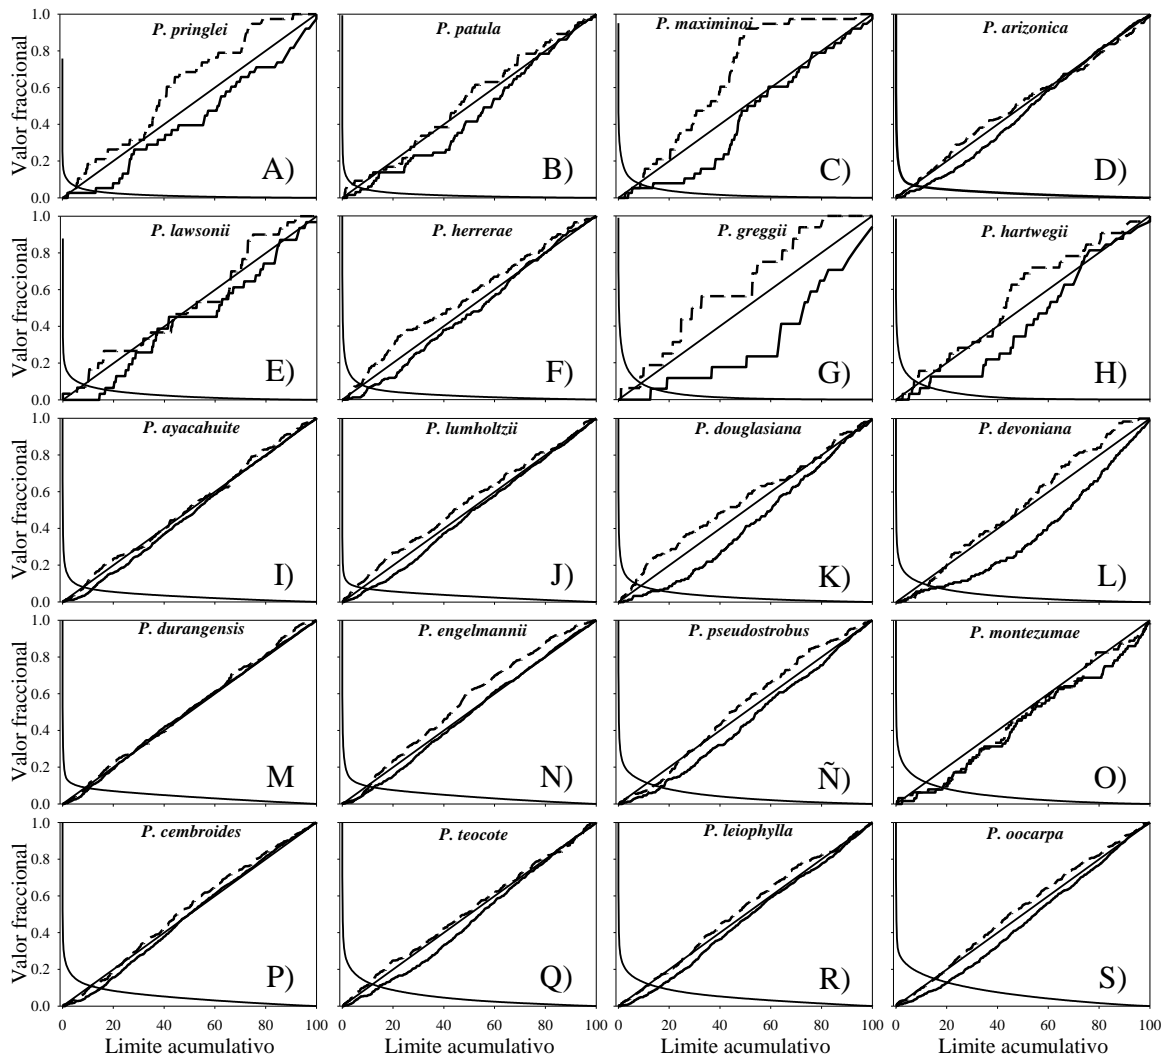 1.0
0.8
0.6
0.4
0.2
0.0
Valor fraccional
P. pringlei
A)
P. patula
B)
P. maximinoi
C)
P. arizonica
D)
1.0
0.8
0.6
0.4
0.2
0.0
Valor fraccional
P. lawsonii
E)
P. herrerae
F)
P. greggii
G)
P. hartwegii
H)
1.0
0.8
0.6
0.4
0.2
0.0
Valor fraccional
P. ayacahuite
I)
P. lumholtzii
J)
P. douglasiana
K)
P. devoniana
L)
1.0
0.8
0.6
0.4
0.2
0.0
Valor fraccional
P. durangensis
M
P. engelmannii
N)
P. pseudostrobus
Ñ)
P. montezumae
O)
1.0
0.8
0.6
0.4
0.2
0.0
Valor fraccional
P. cembroides
P)
P. teocote
Q)
P. leiophylla
R)
P. oocarpa
S)
0 20 40 60 80 100
0 20 40 60 80 100
0 20 40 60 80 100
0 20 40 60 80 100
Limite acumulativo
Limite acumulativo
Limite acumulativo
Limite acumulativo